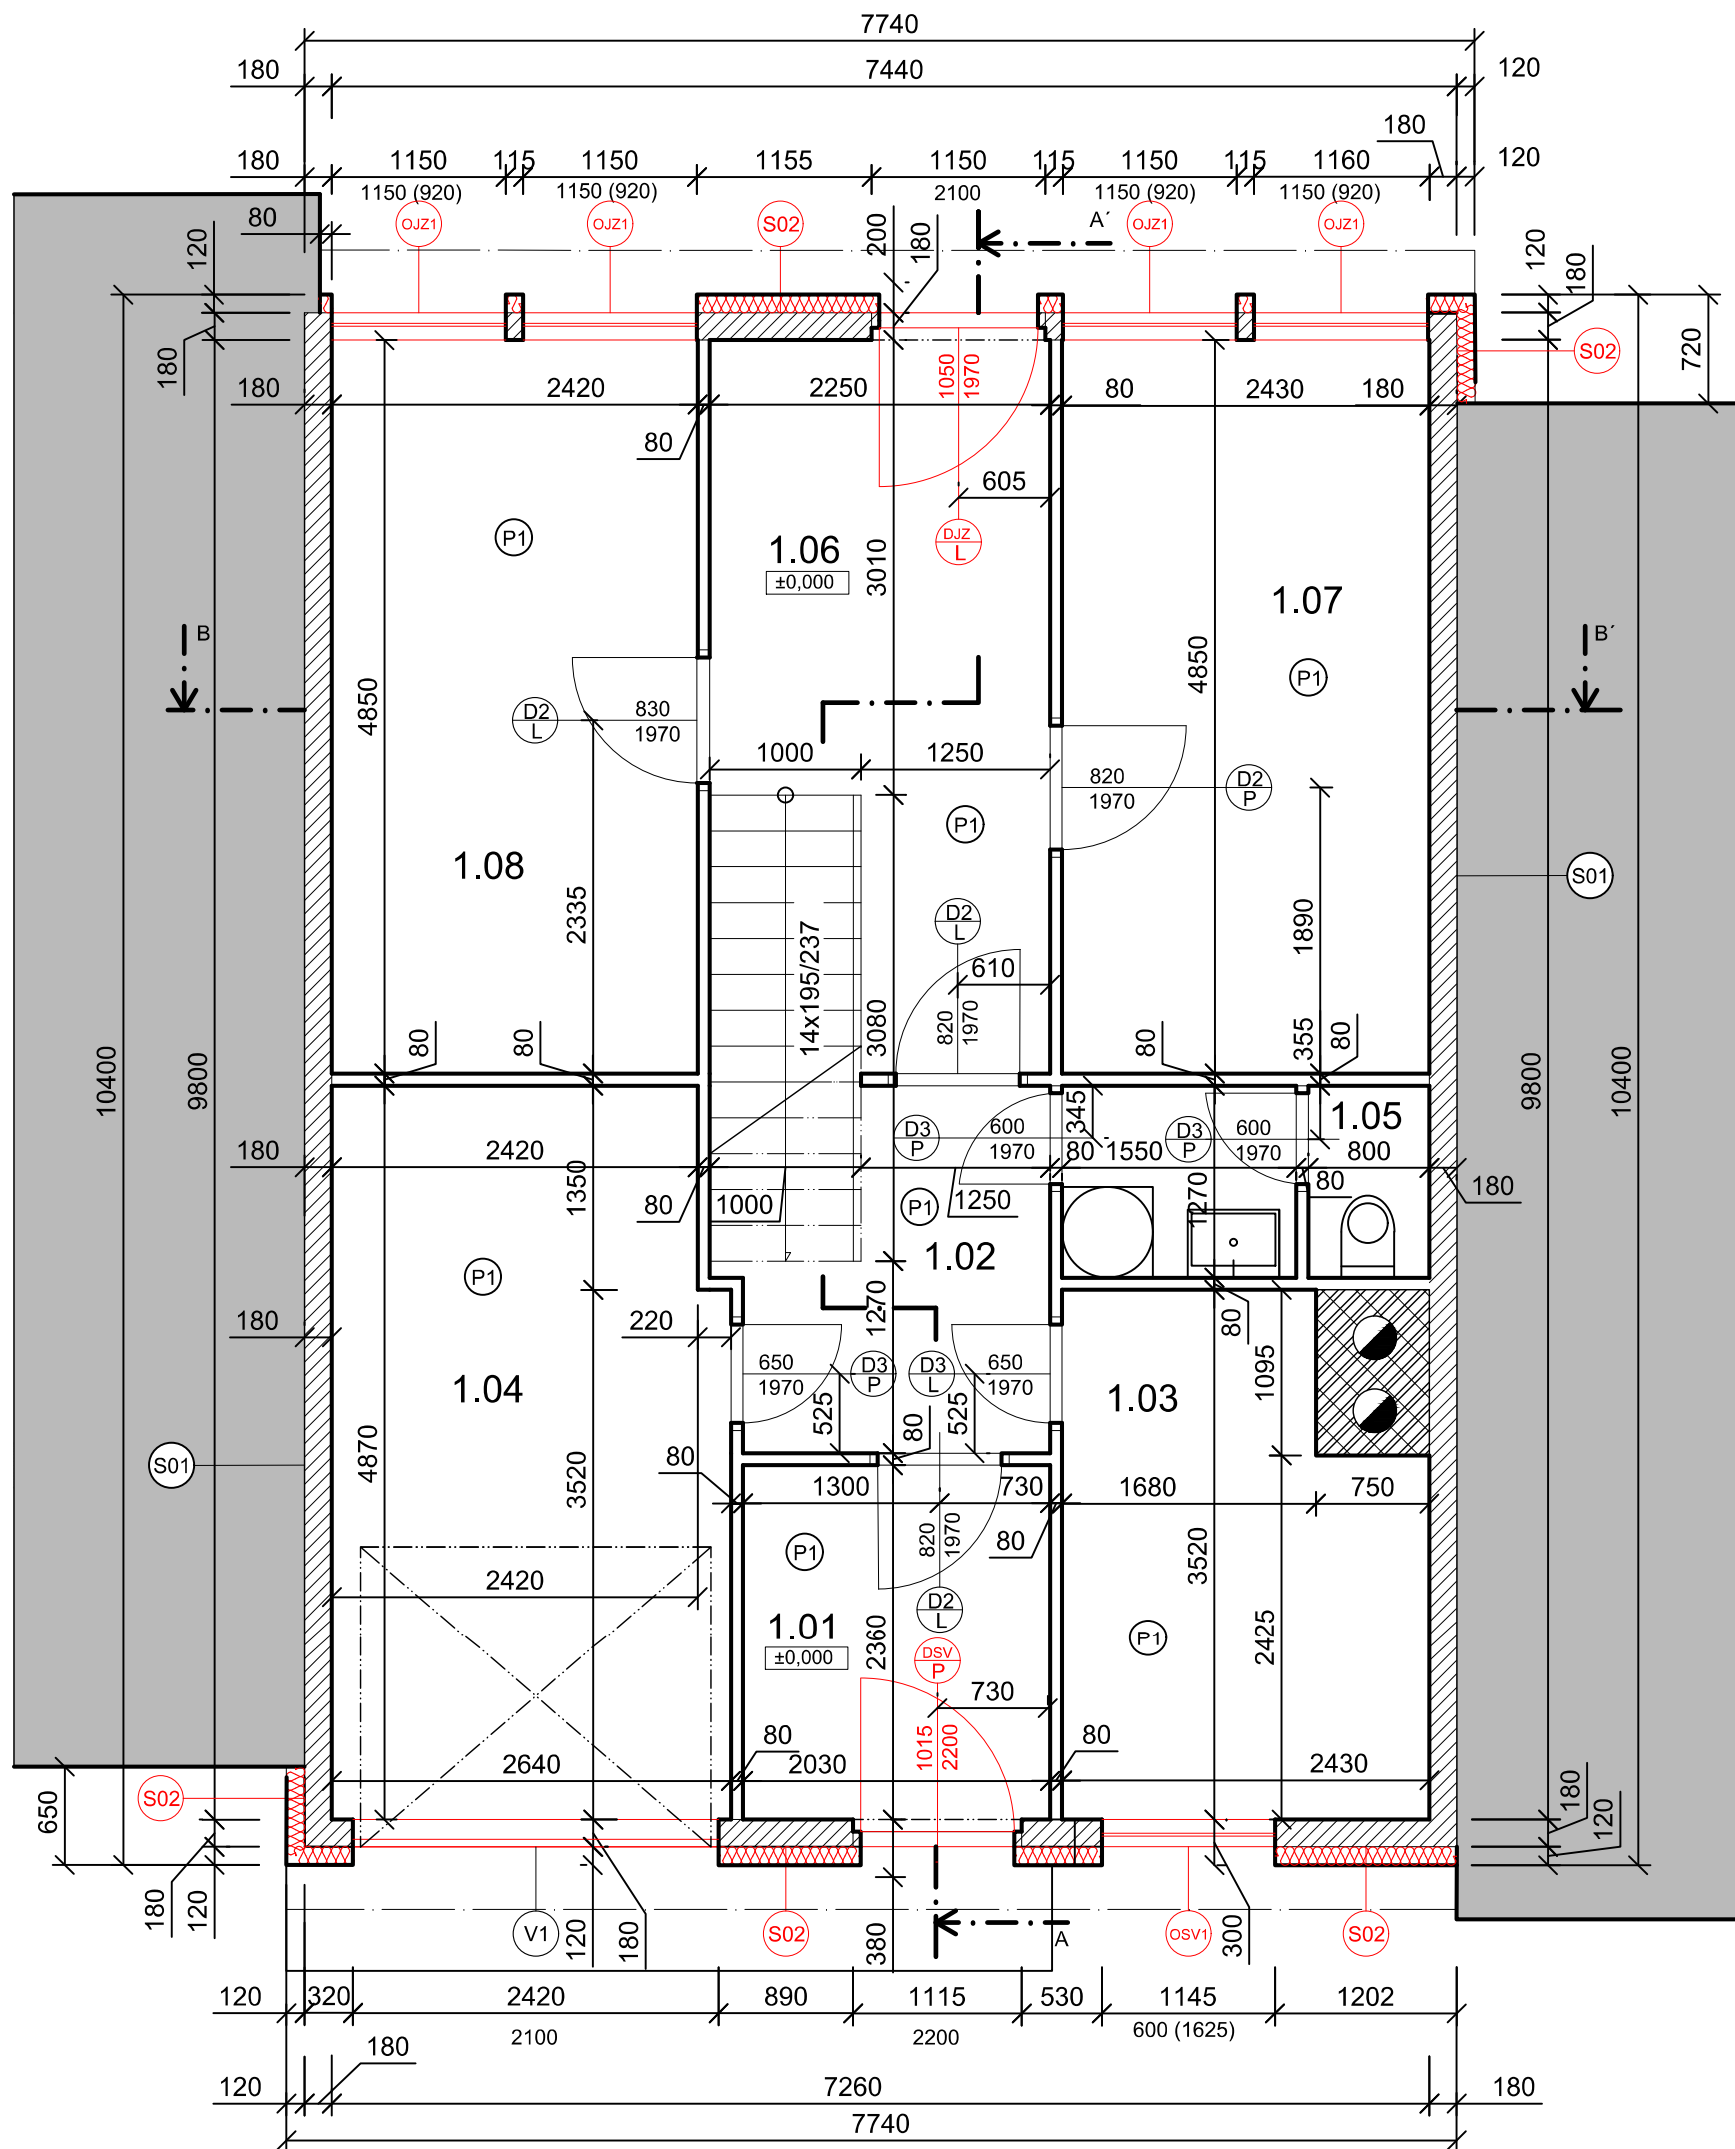 7740
180 7440 120
180
180 1150 115 1150 1155 1150 115 1150 115 1160 120
1150 (920) 1150 (920) 2100 1150 (920) 1150 (920)
80 OJZ1 OJZ1 S02 A´ OJZ1 OJZ1
120 200 180 120 180
180 1050 1970 S02 720
180 2420 2250 80 2430 180
80
605
P1 DJZ L
1.06 3010
±0,000
1.07
B B´
4850 4850 P1
D2 L 830 1970
1000 1250
820 1970 D2 P
P1
1.08 S01
2335 D2 L 1890
14x195/237
610
820 1970
80 80 3080 80 355 80
10400 9800 9800 10400
345 1.05
D3 P 600 1970 D3 P 600 1970
180 2420 80 1550 800
1350 80 1000 P1 1250 1270 80 180
1.02
P1
1270
180 220 80
650 1970 D3 P D3 L 650 1970 1095
1.04 1.03
525 80 525
S01 4870 3520 80
1300 730 1680 750
820 1970 80
P1 3520
2420
D2 L
1.01 2360 2425 P1
±0,000 DSV P
730
1015 2200
80 80
650 S02 2640 2030 2430 180 120
180 120 V1 120 180 S02 380 A OSV1 300 S02
120 320 2420 890 1115 530 1145 1202
2100 2200 600 (1625)
180
120 7260 180
7740